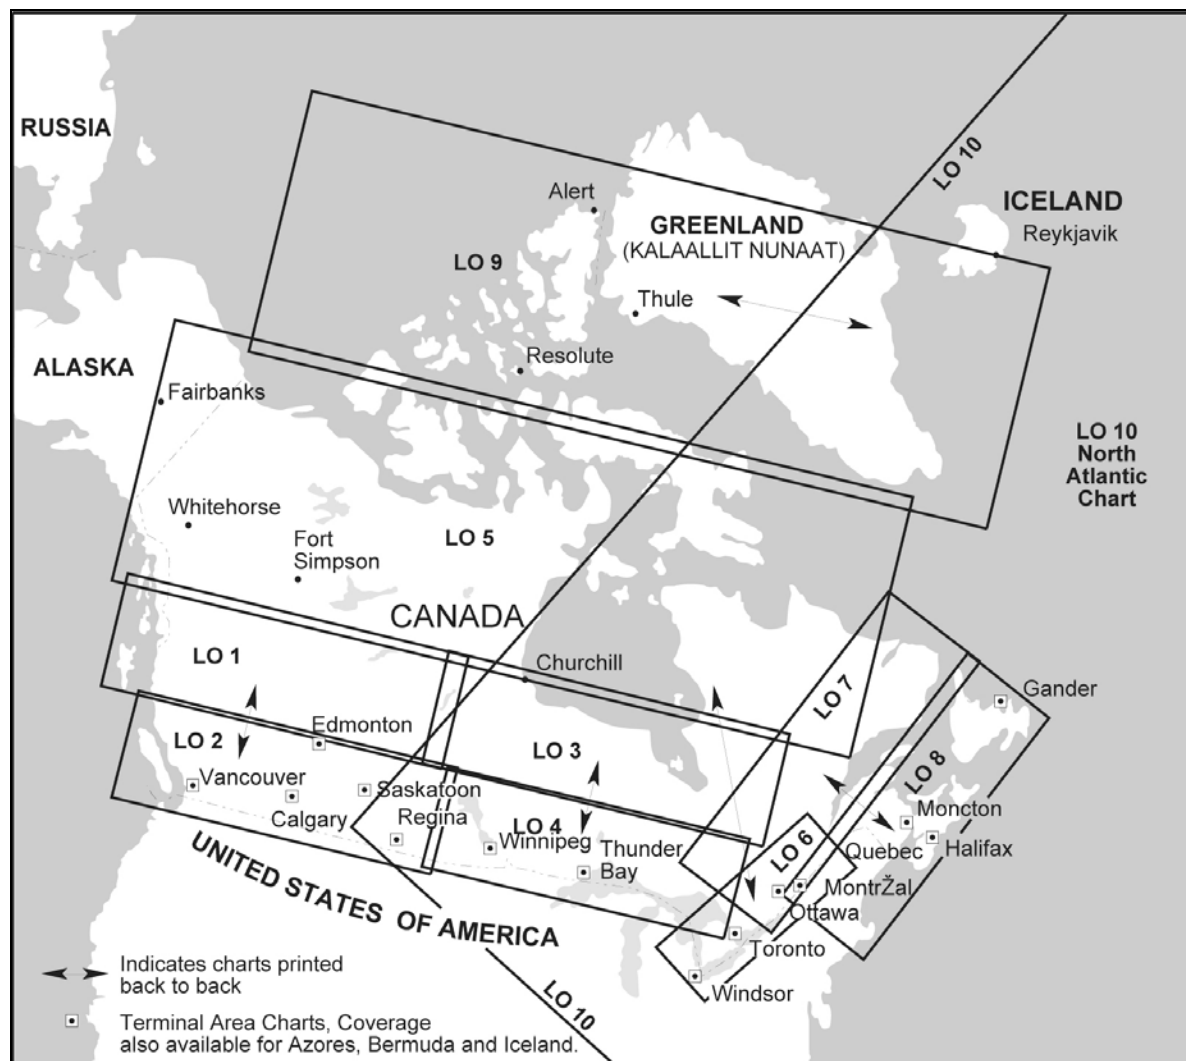 LO 10
RUSSIA
Alert
ICELAND
GREENLAND
(KALAALLIT NUNAAT)
Reykjavik
LO 9
Thule
Resolute
ALASKA
Fairbanks
LO 10
North
Atlantic
Chart
Whitehorse
Fort
Simpson
LO 5
CANADA
LO 1
Churchill
LO 7
Gander
Edmonton
LO 2
LO 3
LO 8
Vancouver
Saskatoon
Calgary
Regina
LO 4
Winnipeg
Thunder
Bay
LO 6
Quebec
Moncton
Halifax
MontrŽal
Ottawa
UNITED STATES OF AMERICA
Toronto
Windsor
LO 10
Indicates charts printed
back to back
Terminal Area Charts, Coverage
also available for Azores, Bermuda and Iceland.